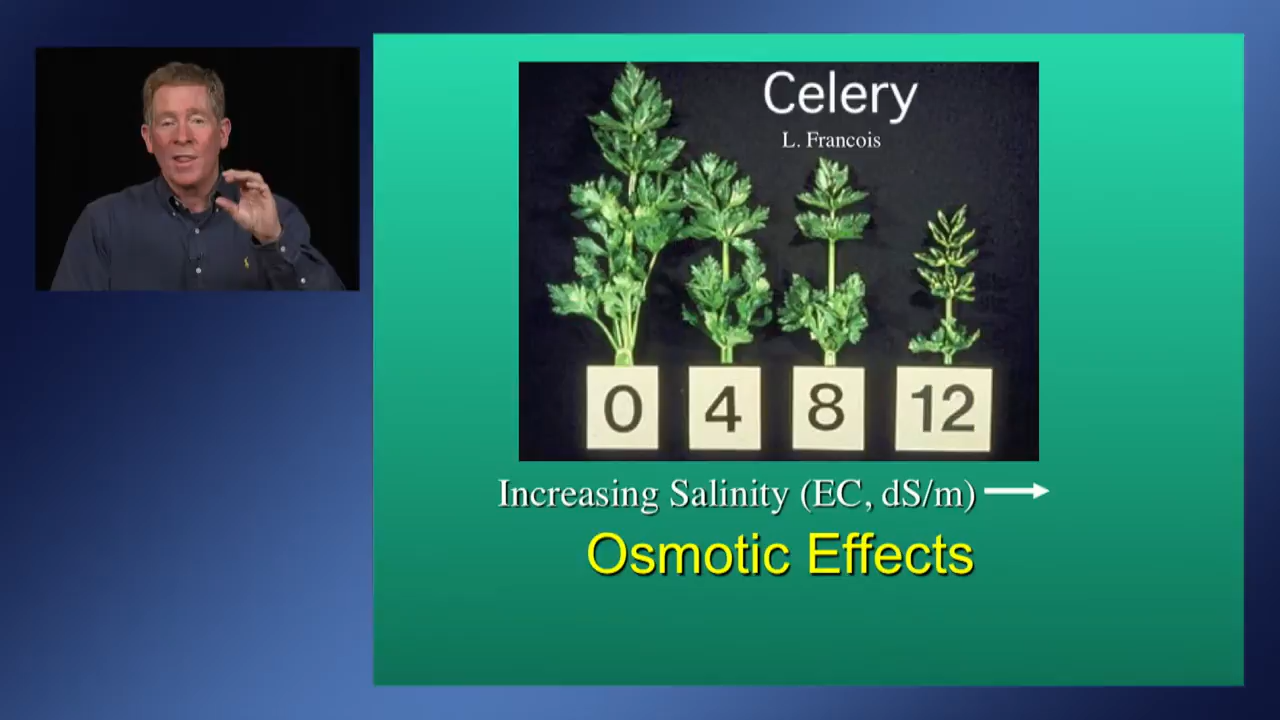 Celery
L. Francois
0 4 8 12
Increasing Salinity (EC, dS/m)
Osmotic Effects